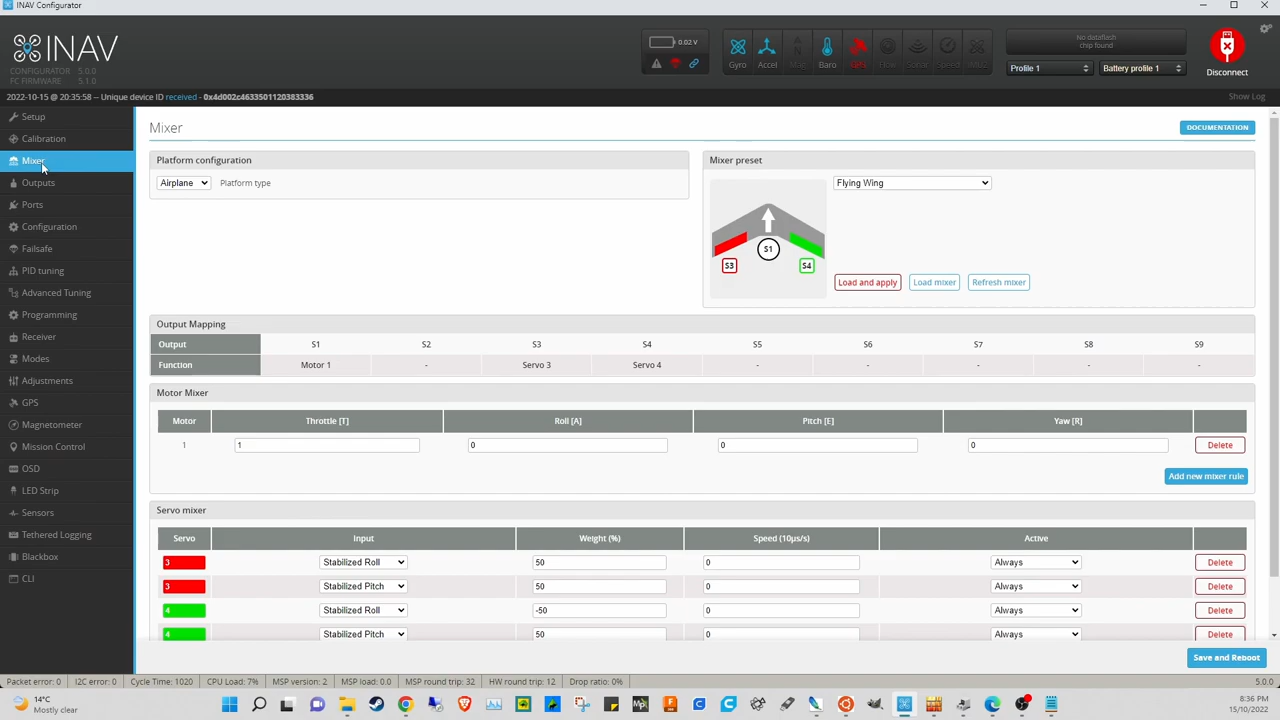 INAV Configurator
INAV
CONFIGURATOR 5.0.0
FC FIRMWARE 5.1.0
0.02 V
Gyro Accel Mag Baro GPS Flow Sonar Speed IMU2
No dataflash
chip found
Profile 1
Battery profile 1
Disconnect
2022-10-15 @ 20:35:58 -- Unique device ID received - 0x4d002c4633501120383336
Show Log
Setup
Calibration
Mixer
Outputs
Ports
Configuration
Failsafe
PID tuning
Advanced Tuning
Programming
Receiver
Modes
Adjustments
GPS
Magnetometer
Mission Control
OSD
LED Strip
Sensors
Tethered Logging
Blackbox
CLI
Mixer
DOCUMENTATION
Platform configuration
Airplane Platform type
Mixer preset
Flying Wing
S1
S3 S4
Load and apply Load mixer Refresh mixer
Output Mapping
Output S1 S2 S3 S4 S5 S6 S7 S8 S9
Function Motor 1 - Servo 3 Servo 4 - - - - -
Motor Mixer
Motor Throttle [T] Roll [A] Pitch [E] Yaw [R]
1 1 0 0 0 Delete
Add new mixer rule
Servo mixer
Servo Input Weight (%) Speed (10µs/s) Active
3 Stabilized Roll 50 0 Always Delete
3 Stabilized Pitch 50 0 Always Delete
4 Stabilized Roll -50 0 Always Delete
4 Stabilized Pitch 50 0 Always Delete
Save and Reboot
Packet error: 0 I2C error: 0 Cycle Time: 1020 CPU Load: 7% MSP version: 2 MSP load: 0.0 MSP round trip: 32 HW round trip: 12 Drop ratio: 0% 5.0.0
14°C
Mostly clear
8:36 PM
15/10/2022